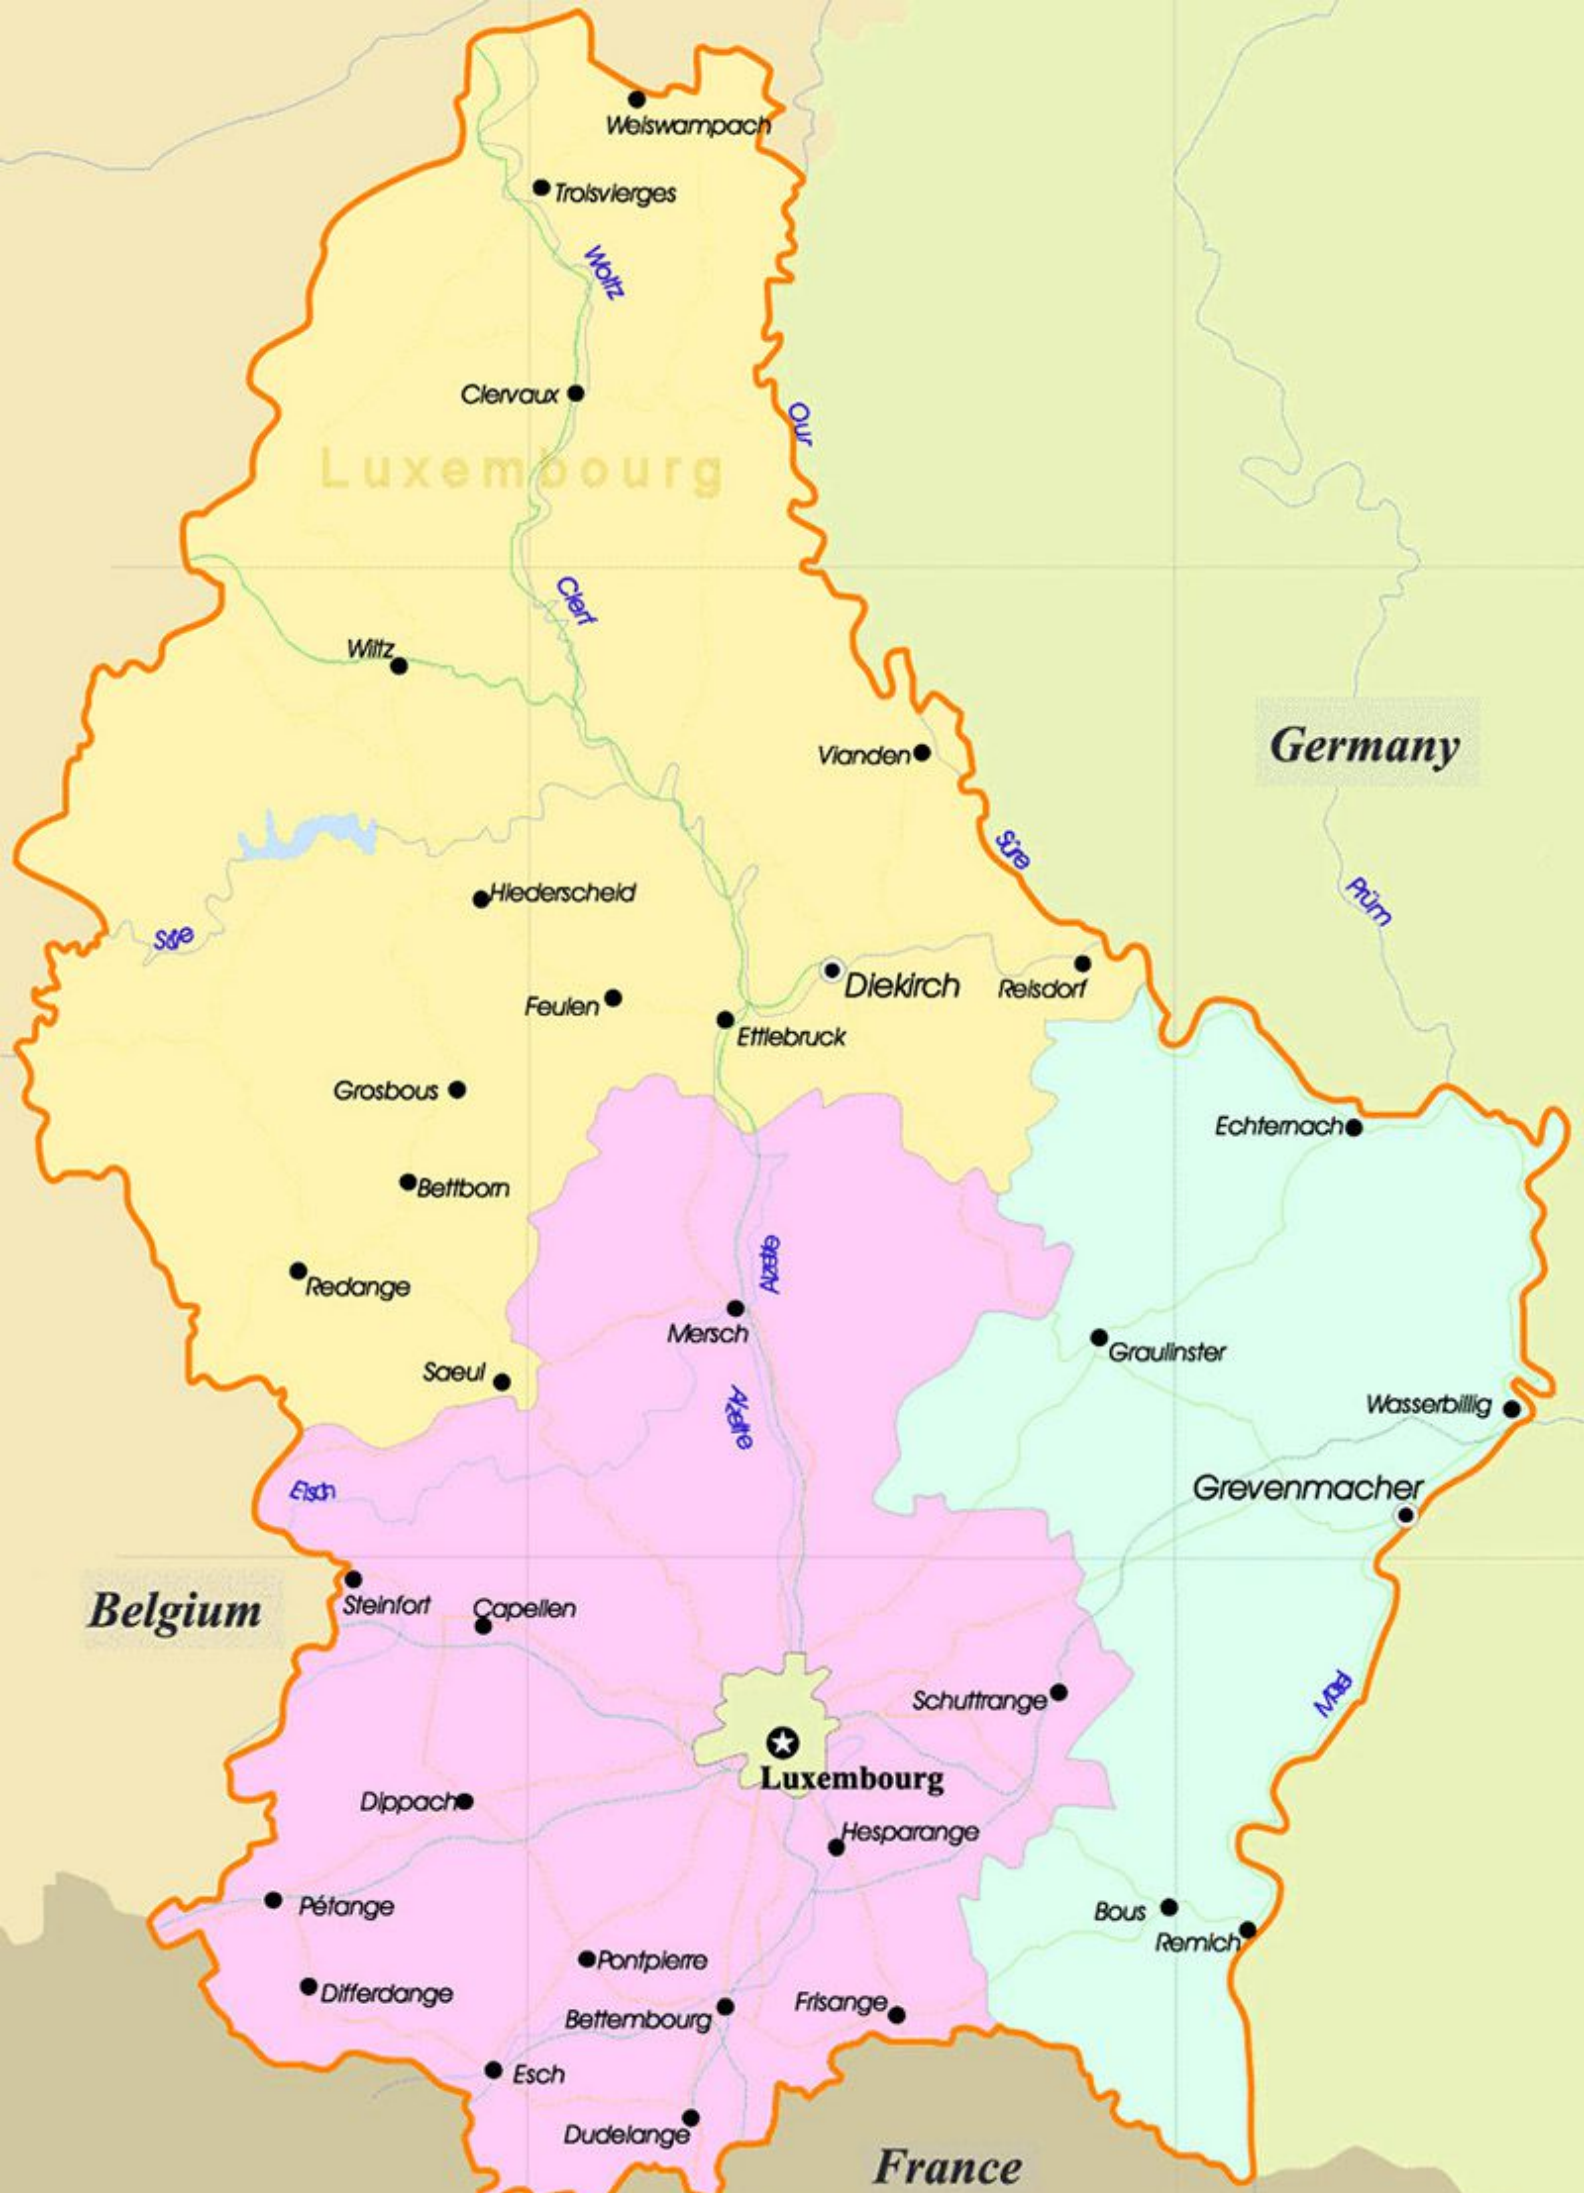 Weiswampach
Troisvierges
Woltz
Clervaux
Our
Luxembourg
Clerf
Wiltz
Germany
Vianden
Sûre
Prüm
Hiederscheid
Sûre
Diekirch
Reisdorf
Feulen
Ettlebruck
Grosbous
Echternach
Bettborn
Alzette
Redange
Mersch
Graulinster
Saeul
Wasserbillig
Alzette
Eisch
Grevenmacher
Belgium
Steinfort
Capellen
Schuttrange
Mosel
Luxembourg
Dippach
Hesparange
Pétange
Bous
Remich
Pontpierre
Differdange
Frisange
Bettembourg
Esch
Dudelange
France